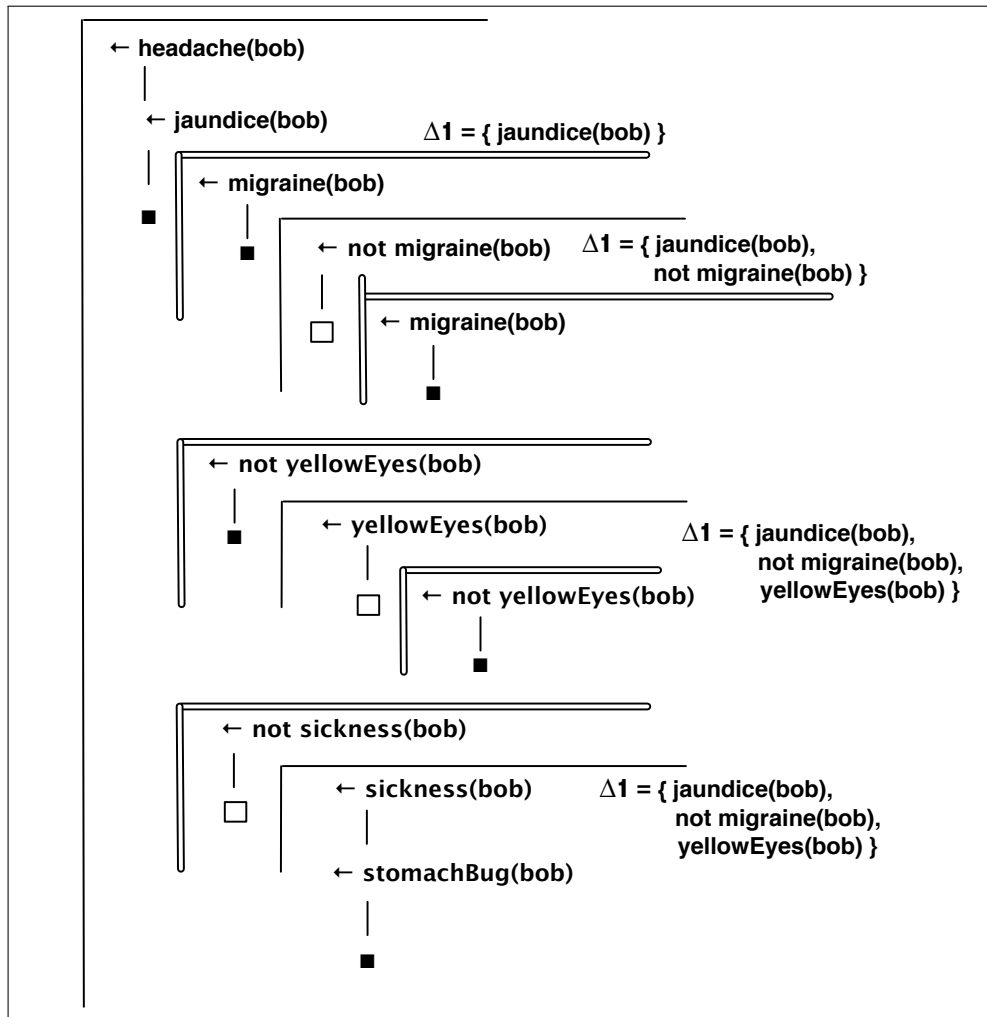 ← headache(bob)
← jaundice(bob)
Δ1 = { jaundice(bob) }
← migraine(bob)
← not migraine(bob)
Δ1 = { jaundice(bob),
not migraine(bob) }
← migraine(bob)
← not yellowEyes(bob)
← yellowEyes(bob)
Δ1 = { jaundice(bob),
not migraine(bob),
yellowEyes(bob) }
← not yellowEyes(bob)
← not sickness(bob)
← sickness(bob)
Δ1 = { jaundice(bob),
not migraine(bob),
yellowEyes(bob) }
← stomachBug(bob)